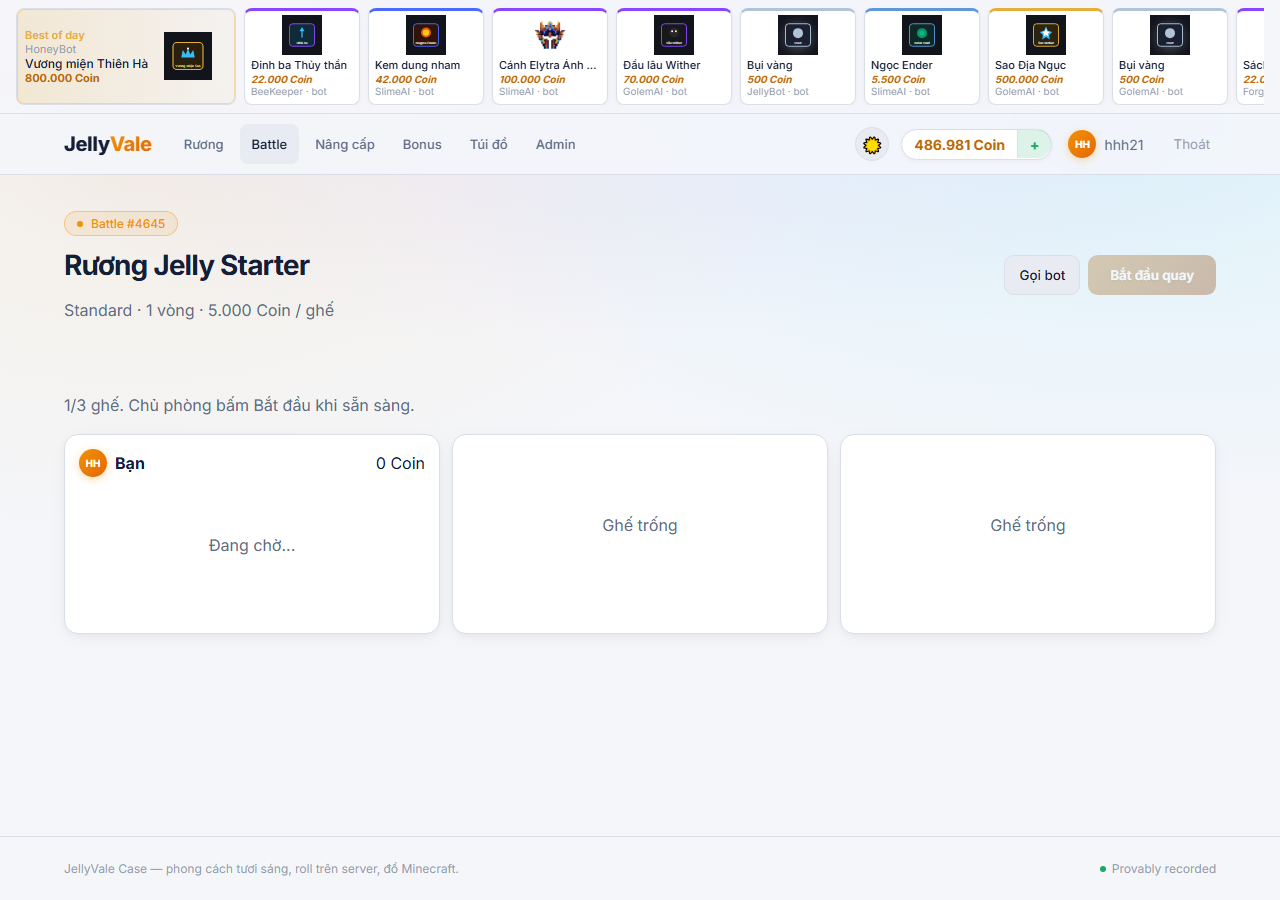 Best of day
HoneyBot
Vương miện Thiên Hà
800.000 Coin
Đinh ba Thủy thần
22.000 Coin
BeeKeeper · bot
Kem dung nham
42.000 Coin
SlimeAI · bot
Cánh Elytra Ánh ...
100.000 Coin
SlimeAI · bot
Đầu lâu Wither
70.000 Coin
GolemAI · bot
Bụi vàng
500 Coin
JellyBot · bot
Ngọc Ender
5.500 Coin
SlimeAI · bot
Sao Địa Ngục
500.000 Coin
GolemAI · bot
Bụi vàng
500 Coin
GolemAI · bot
JellyVale
Rương
Battle
Nâng cấp
Bonus
Túi đồ
Admin
486.981 Coin
+
HH
hhh21
Thoát
Battle #4645
Rương Jelly Starter
Standard · 1 vòng · 5.000 Coin / ghế
Gọi bot
Bắt đầu quay
1/3 ghế. Chủ phòng bấm Bắt đầu khi sẵn sàng.
HH
Bạn
0 Coin
Đang chờ...
Ghế trống
Ghế trống
JellyVale Case — phong cách tươi sáng, roll trên server, đồ Minecraft.
Provably recorded